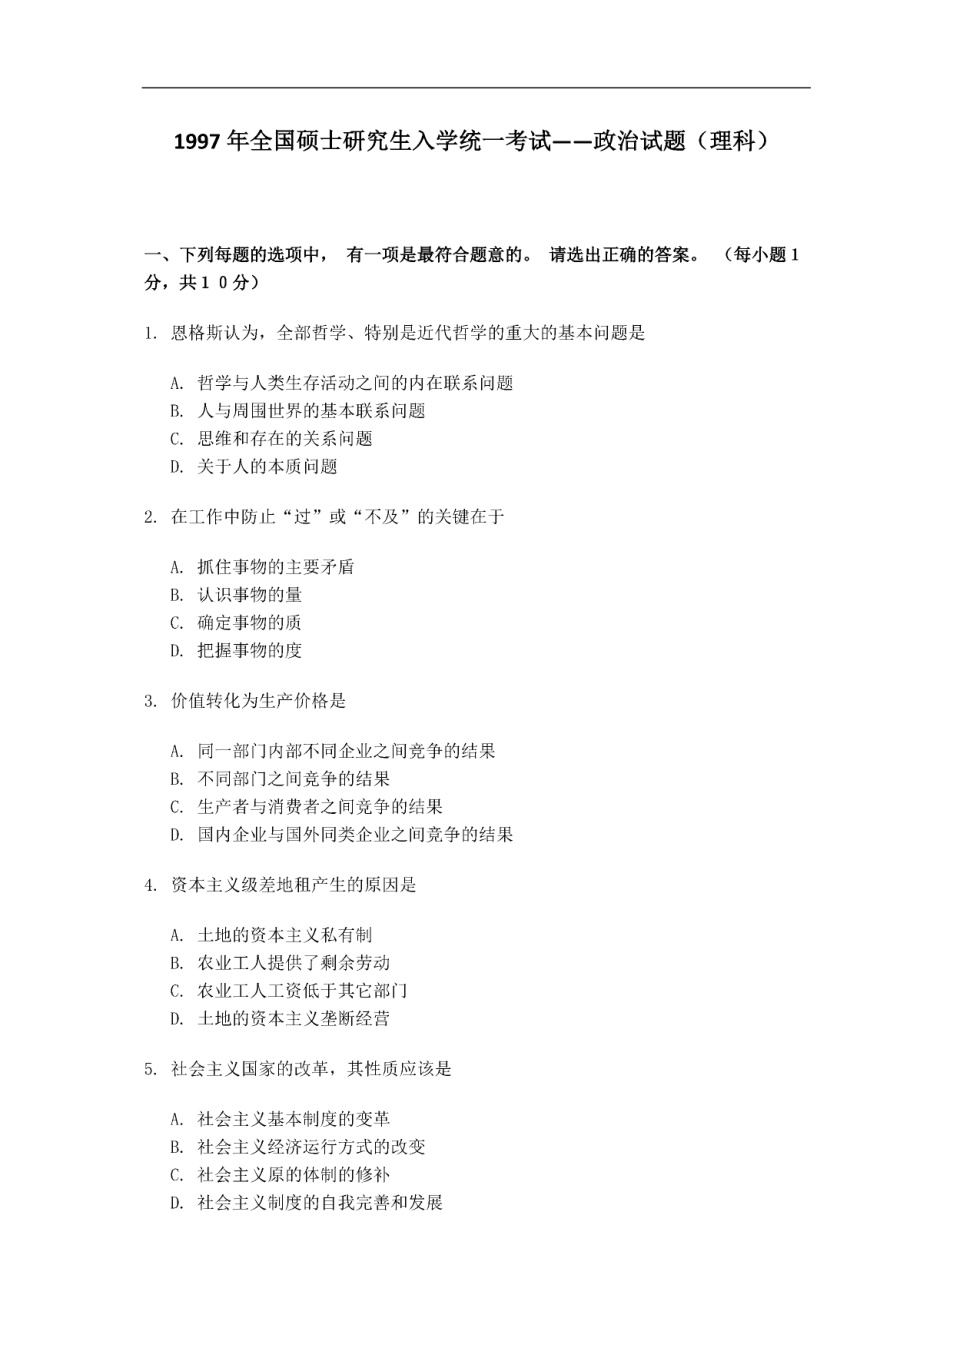 1997 年全国硕士研究生入学统一考试——政治试题（理科）
一、下列每题的选项中， 有一项是最符合题意的。 请选出正确的答案。 （每小题 1
分，共 1 0 分）
1. 恩格斯认为，全部哲学、特别是近代哲学的重大的基本问题是
A. 哲学与人类生存活动之间的内在联系问题
B. 人与周围世界的基本联系问题
C. 思维和存在的关系问题
D. 关于人的本质问题
2. 在工作中防止“过”或“不及”的关键在于
A. 抓住事物的主要矛盾
B. 认识事物的量
C. 确定事物的质
D. 把握事物的度
3. 价值转化为生产价格是
A. 同一部门内部不同企业之间竞争的结果
B. 不同部门之间竞争的结果
C. 生产者与消费者之间竞争的结果
D. 国内企业与国外同类企业之间竞争的结果
4. 资本主义级差地租产生的原因是
A. 土地的资本主义私有制
B. 农业工人提供了剩余劳动
C. 农业工人工资低于其它部门
D. 土地的资本主义垄断经营
5. 社会主义国家的改革，其性质应该是
A. 社会主义基本制度的变革
B. 社会主义经济运行方式的改变
C. 社会主义原的体制的修补
D. 社会主义制度的自我完善和发展